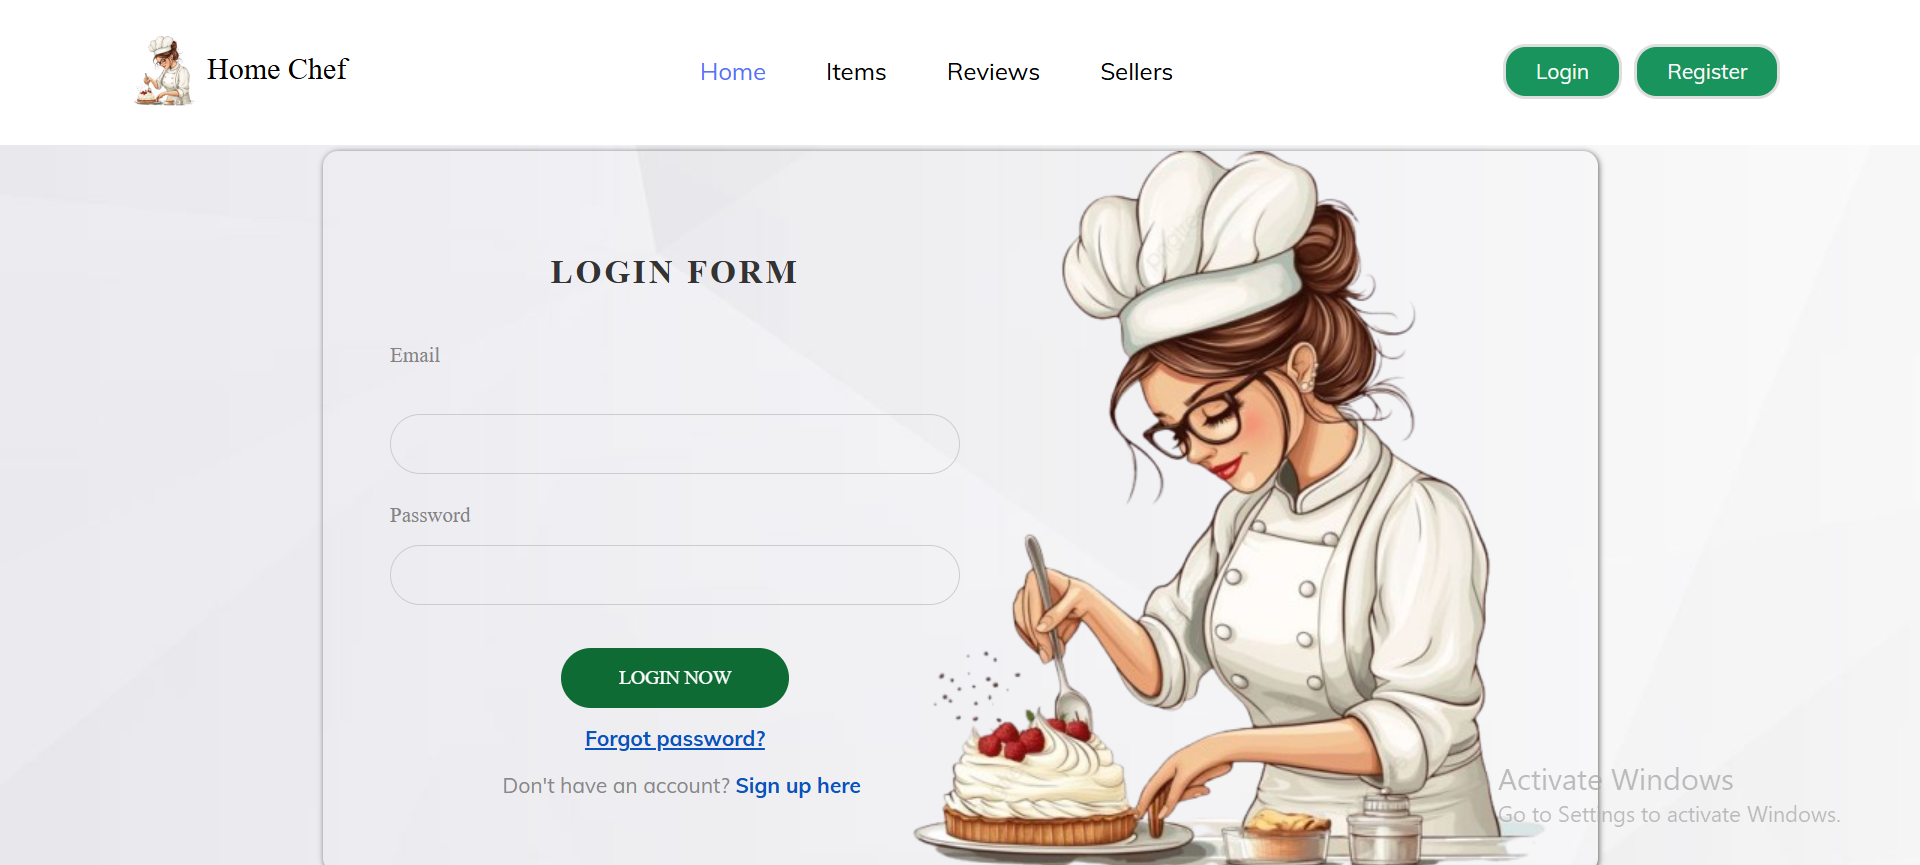 Home Chef
Home Items Reviews Sellers
Login Register
LOGIN FORM
Email
Password
LOGIN NOW
Forgot password?
Don't have an account? Sign up here
Activate Windows
Go to Settings to activate Windows.